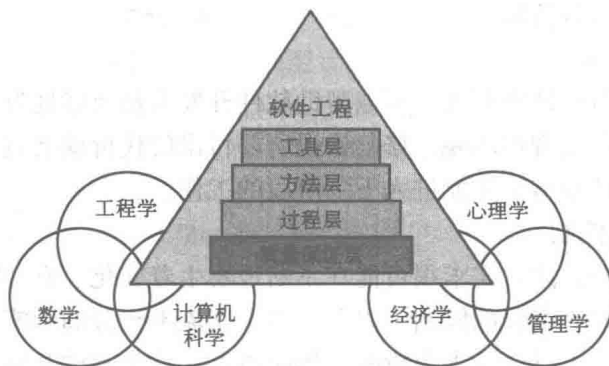 软件工程
工具层
方法层
过程层
工程学
心理学
数学
计算机
科学
经济学
管理学